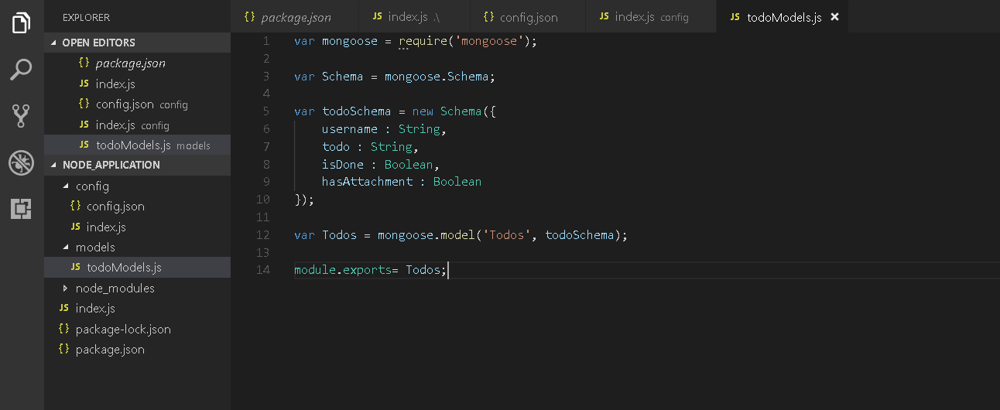 EXPLORER
OPEN EDITORS
{} package.json
JS index.js
{} config.json config
JS index.js config
JS todoModels.js models
NODE_APPLICATION
config
{} config.json
JS index.js
models
JS todoModels.js
node_modules
JS index.js
{} package-lock.json
{} package.json
{} package.json JS index.js .\ {} config.json JS index.js config JS todoModels.js ×
1 var mongoose = require('mongoose');
2
3 var Schema = mongoose.Schema;
4
5 var todoSchema = new Schema({
6 username : String,
7 todo : String,
8 isDone : Boolean,
9 hasAttachment : Boolean
10 });
11
12 var Todos = mongoose.model('Todos', todoSchema);
13
14 module.exports= Todos;